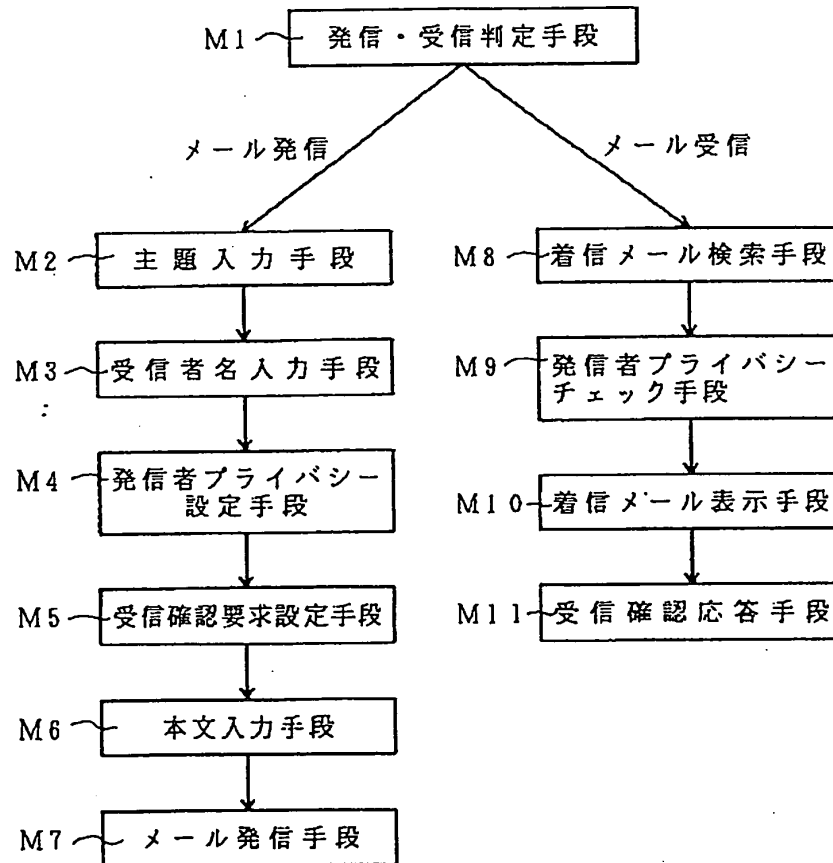 M1 発信・受信判定手段
メール発信
メール受信
M2 主題入力手段
M3 受信者名入力手段
M4 発信者プライバシー
設定手段
M5 受信確認要求設定手段
M6 本文入力手段
M7 メール発信手段
M8 着信メール検索手段
M9 発信者プライバシー
チェック手段
M10 着信メール表示手段
M11 受信確認応答手段